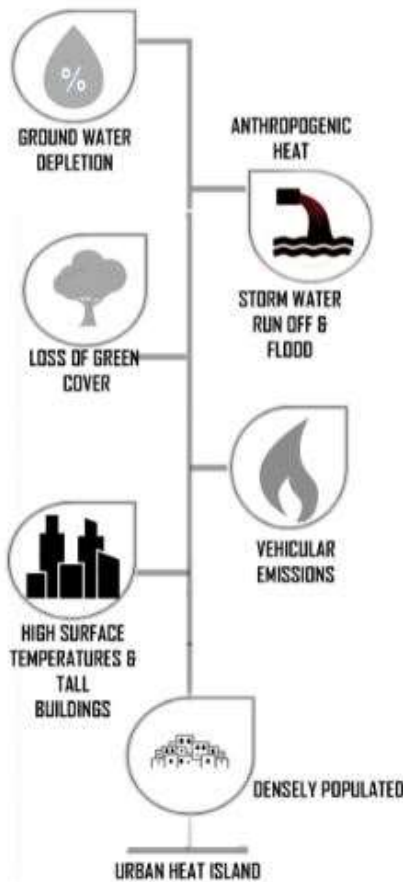 %
GROUND WATER
DEPLETION
ANTHROPOGENIC
HEAT
STORM WATER
RUN OFF &
FLOOD
LOSS OF GREEN
COVER
VEHICULAR
EMISSIONS
HIGH SURFACE
TEMPERATURES &
TALL
BUILDINGS
DENSELY POPULATED
URBAN HEAT ISLAND